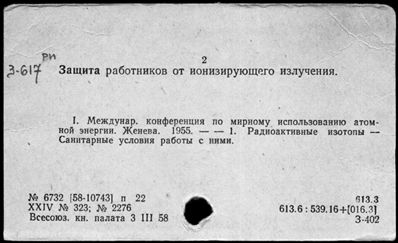 2
РП
З-617
Защита работников от ионизирующего излучения.
I. Междунар. конференция по мирному использованию атом-
ной энергии. Женева. 1955. — — 1. Радиоактивные изотопы —
Санитарные условия работы с ними.
№ 6732 [58-10743] п 22
XXIV № 323; № 2276
Всесоюз. кн. палата 3 III 58
613.3
613.6 : 539.16+[016.3]
З-402